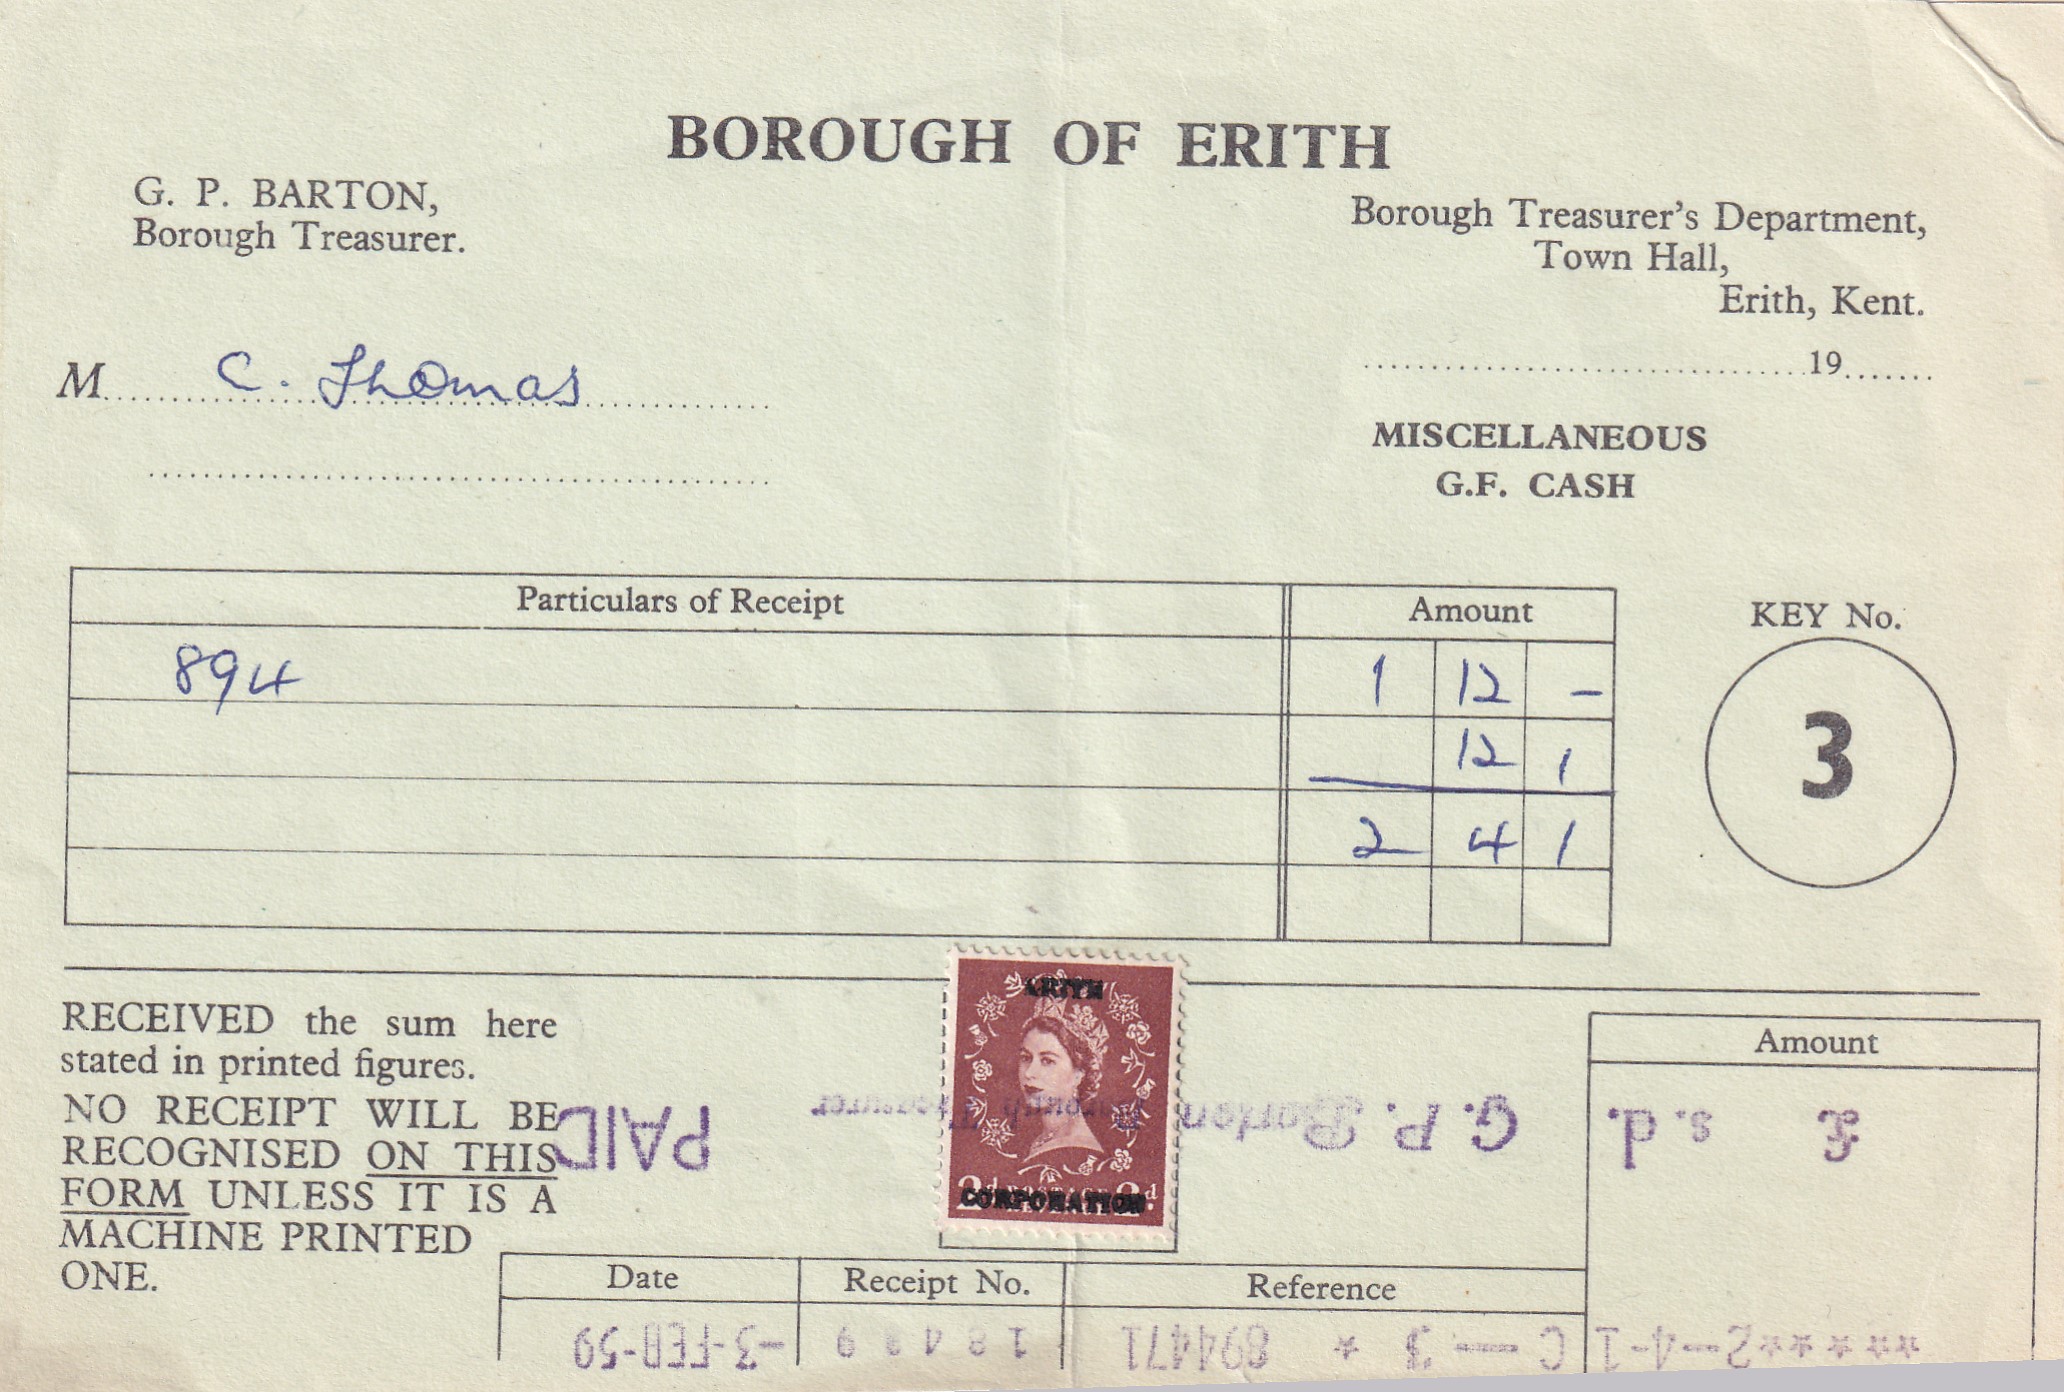 BOROUGH OF ERITH
G. P. BARTON,
Borough Treasurer.
Borough Treasurer's Department,
Town Hall,
Erith, Kent.
M C. Thomas
19
MISCELLANEOUS
G.F. CASH
Particulars of Receipt Amount
KEY No.
894 1 12 –
12 1
2 4 1
3
RECEIVED the sum here
stated in printed figures.
NO RECEIPT WILL BE
RECOGNISED ON THIS
FORM UNLESS IT IS A
MACHINE PRINTED
ONE.
ERITH
CORPORATION
Amount
£ s. d.
G. P. Barton Borough Treasurer
PAID
Date Receipt No. Reference
-3-FEB-59 894471 * 3 -- C ****2-4-1